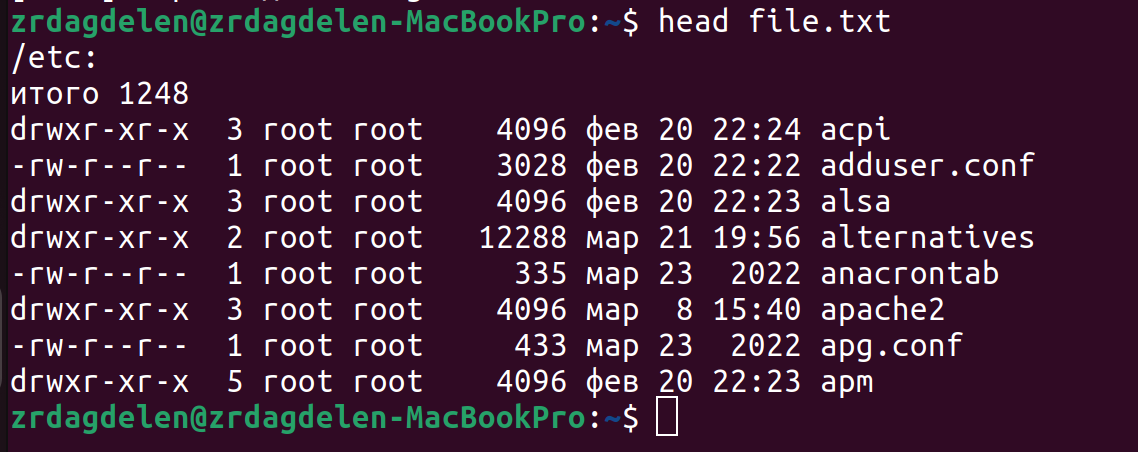 zrdagdelen@zrdagdelen-MacBookPro:~$ head file.txt
/etc:
итого 1248
drwxr-xr-x  3 root root    4096 фев 20 22:24 acpi
-rw-r--r--  1 root root    3028 фев 20 22:22 adduser.conf
drwxr-xr-x  3 root root    4096 фев 20 22:23 alsa
drwxr-xr-x  2 root root   12288 мар 21 19:56 alternatives
-rw-r--r--  1 root root     335 мар 23  2022 anacrontab
drwxr-xr-x  3 root root    4096 мар  8 15:40 apache2
-rw-r--r--  1 root root     433 мар 23  2022 apg.conf
drwxr-xr-x  5 root root    4096 фев 20 22:23 apm
zrdagdelen@zrdagdelen-MacBookPro:~$